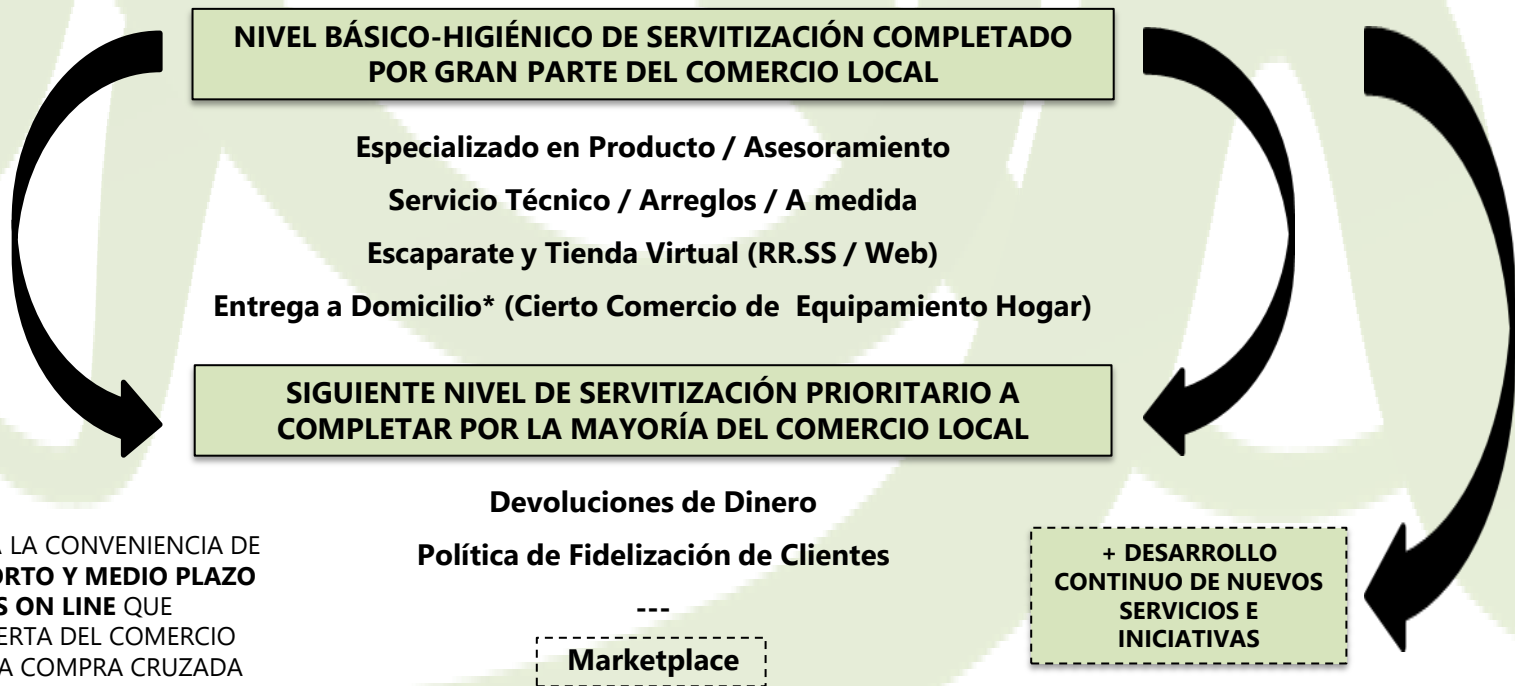 NIVEL BÁSICO-HIGIÉNICO DE SERVITIZACIÓN COMPLETADO
POR GRAN PARTE DEL COMERCIO LOCAL
Especializado en Producto / Asesoramiento
Servicio Técnico / Arreglos / A medida
Escaparate y Tienda Virtual (RR.SS / Web)
Entrega a Domicilio* (Cierto Comercio de Equipamiento Hogar)
SIGUIENTE NIVEL DE SERVITIZACIÓN PRIORITARIO A
COMPLETAR POR LA MAYORÍA DEL COMERCIO LOCAL
Devoluciones de Dinero
Política de Fidelización de Clientes
---
Marketplace
LA CONVENIENCIA DE
Y MEDIO PLAZO
ON LINE QUE
DEL COMERCIO
COMPRA CRUZADA
+ DESARROLLO
CONTINUO DE NUEVOS
SERVICIOS E
INICIATIVAS